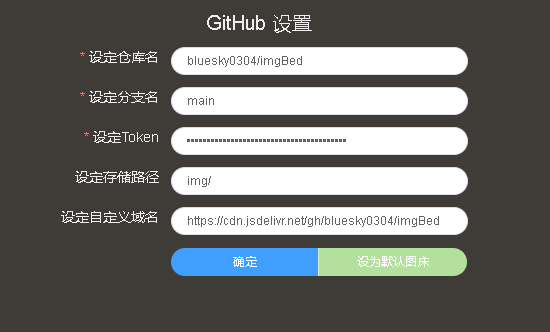 GitHub 设置
* 设定仓库名 bluesky0304/imgBed
* 设定分支名 main
* 设定Token ••••••••••••••••••••••••••••••••••••••••
设定存储路径 img/
设定自定义域名 https://cdn.jsdelivr.net/gh/bluesky0304/imgBed
确定 设为默认图床